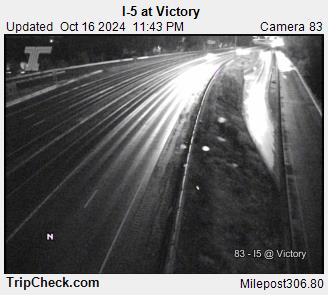 I-5 at Victory
Updated Oct 16 2024 11:43 PM Camera 83
T
N
83 - I5 @ Victory
TripCheck.com Milepost306.80